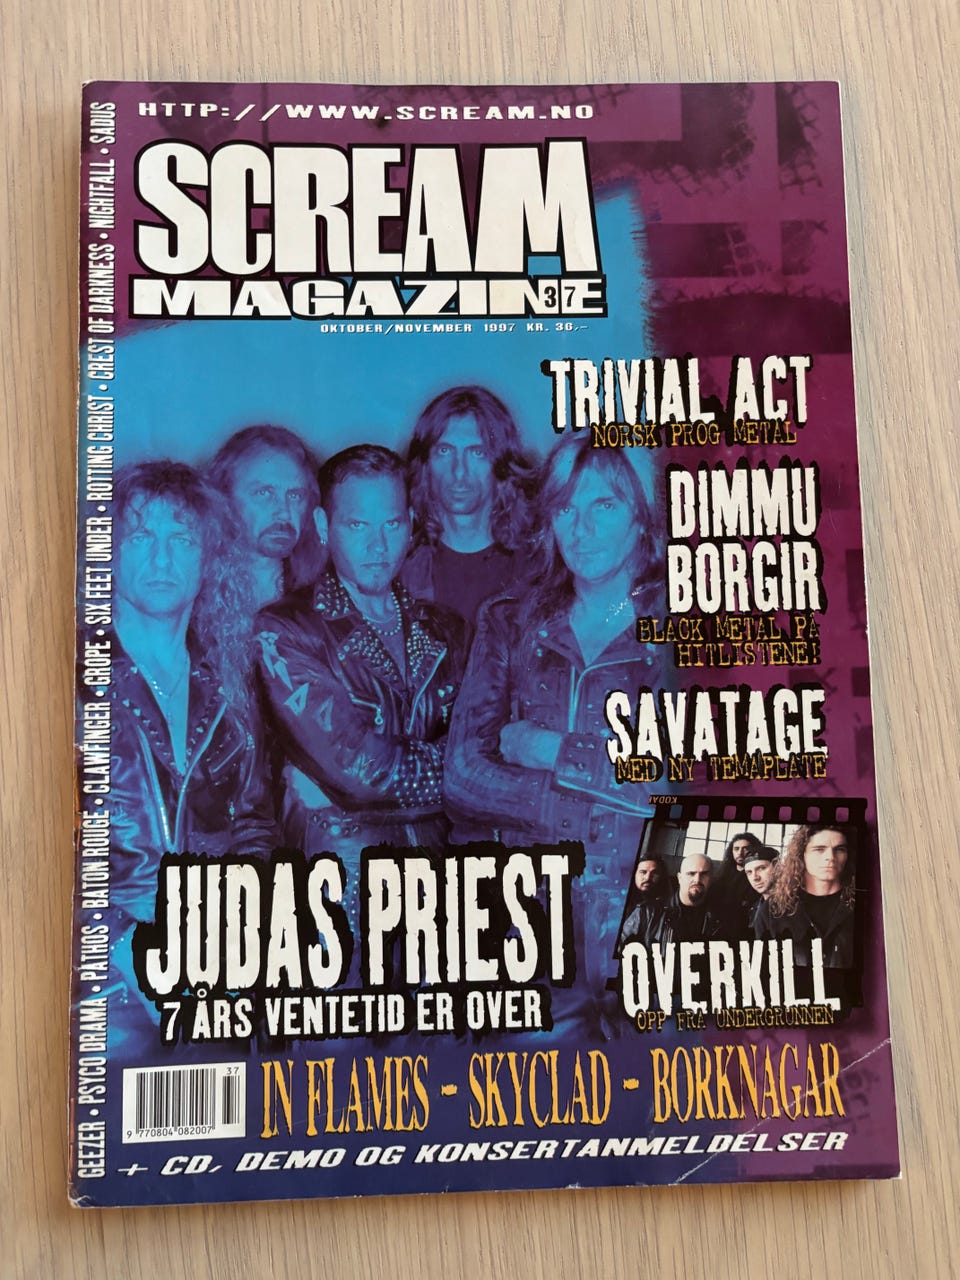 HTTP://WWW.SCREAM.NO
SCREAM
MAGAZINE
37
OKTOBER/NOVEMBER 1997 KR. 36,-
GEEZER • PSYCO DRAMA • PATHOS • BATON ROUGE • CLAWFINGER • GROPE • SIX FEET UNDER • ROTTING CHRIST • CREST OF DARKNESS • NIGHTFALL • SADUS
TRIVIAL ACT
NORSK PROG METAL
DIMMU
BORGIR
BLACK METAL PÅ
HITLISTENE!
SAVATAGE
MED NY TEMAPLATE
KODAK
OVERKILL
OPP FRA UNDERGRUNNEN
JUDAS PRIEST
7 ÅRS VENTETID ER OVER
IN FLAMES - SKYCLAD - BORKNAGAR
37
9 770804 082007
+ CD, DEMO OG KONSERTANMELDELSER